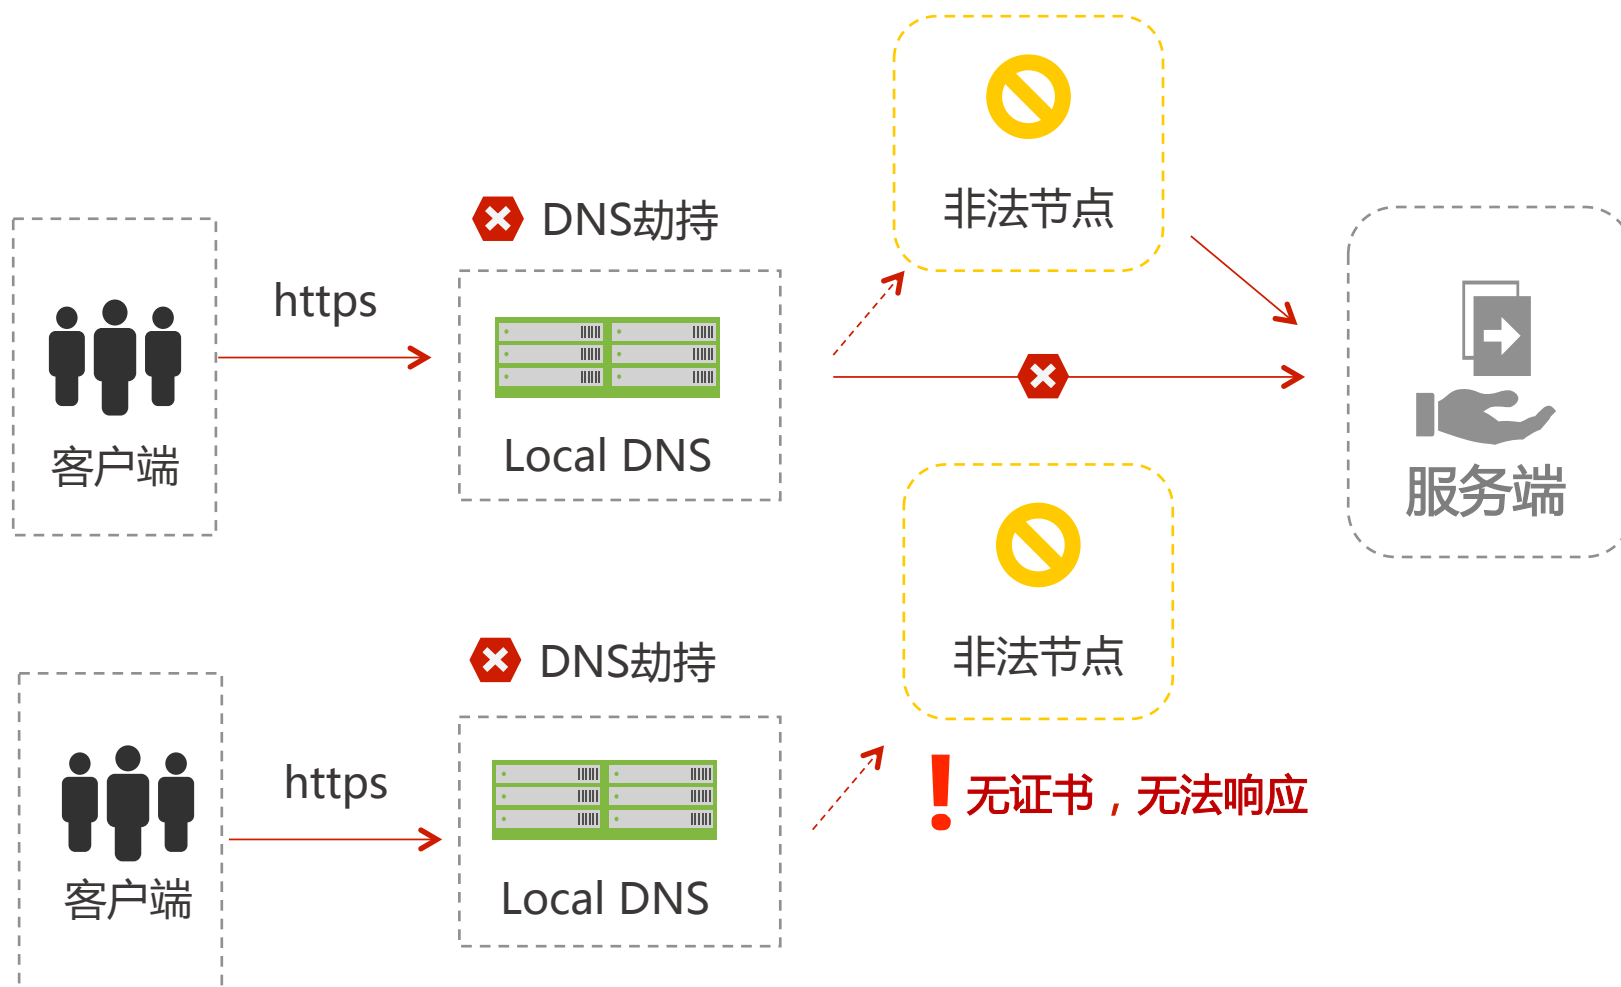 非法节点
DNS劫持
https
Local DNS
客户端
服务端
非法节点
DNS劫持
https
无证书，无法响应
Local DNS
客户端